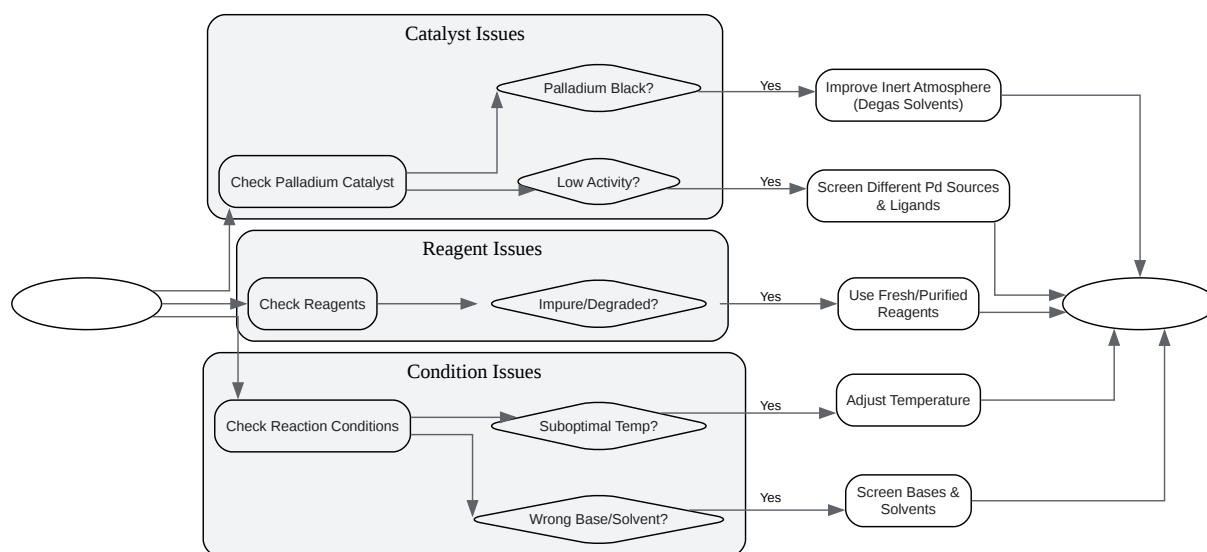 Catalyst Issues
Palladium Black?
Yes
Improve Inert Atmosphere
(Degas Solvents)
Check Palladium Catalyst
Low Activity?
Yes
Screen Different Pd Sources
& Ligands
Reagent Issues
Check Reagents
Impure/Degraded?
Yes
Use Fresh/Purified
Reagents
Condition Issues
Check Reaction Conditions
Suboptimal Temp?
Yes
Adjust Temperature
Wrong Base/Solvent?
Yes
Screen Bases &
Solvents